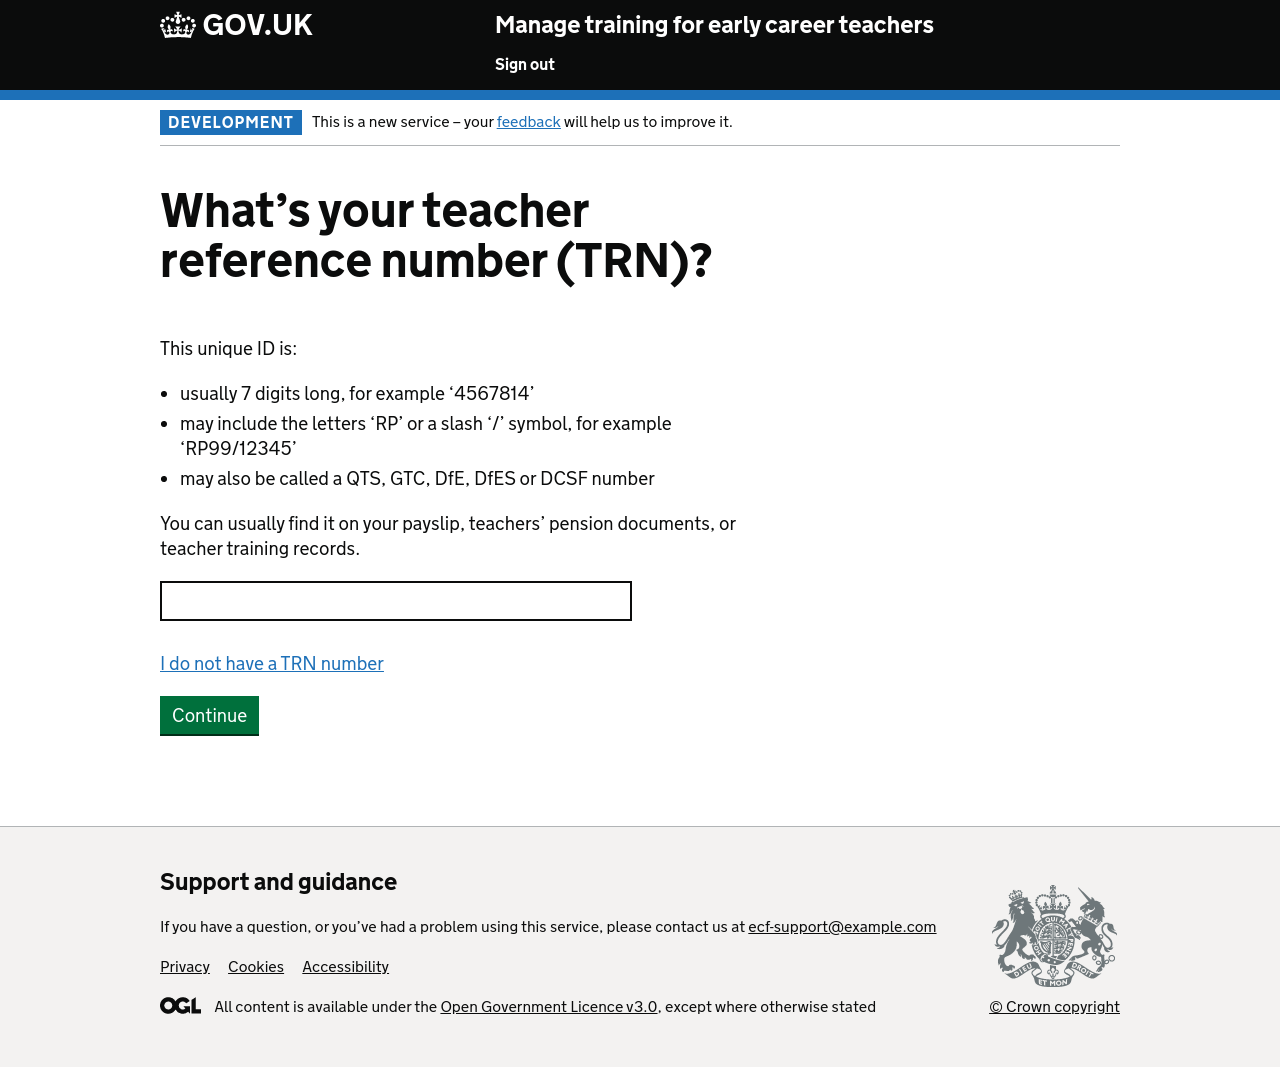 GOV.UK
Manage training for early career teachers
Sign out
DEVELOPMENT
This is a new service – your feedback will help us to improve it.
What’s your teacher
reference number (TRN)?
This unique ID is:
• usually 7 digits long, for example ‘4567814’
• may include the letters ‘RP’ or a slash ‘/’ symbol, for example
‘RP99/12345’
• may also be called a QTS, GTC, DfE, DfES or DCSF number
You can usually find it on your payslip, teachers’ pension documents, or
teacher training records.
I do not have a TRN number
Continue
Support and guidance
If you have a question, or you’ve had a problem using this service, please contact us at ecf-support@example.com
Privacy Cookies Accessibility
OGL All content is available under the Open Government Licence v3.0, except where otherwise stated
DIEU ET MON DROIT
© Crown copyright